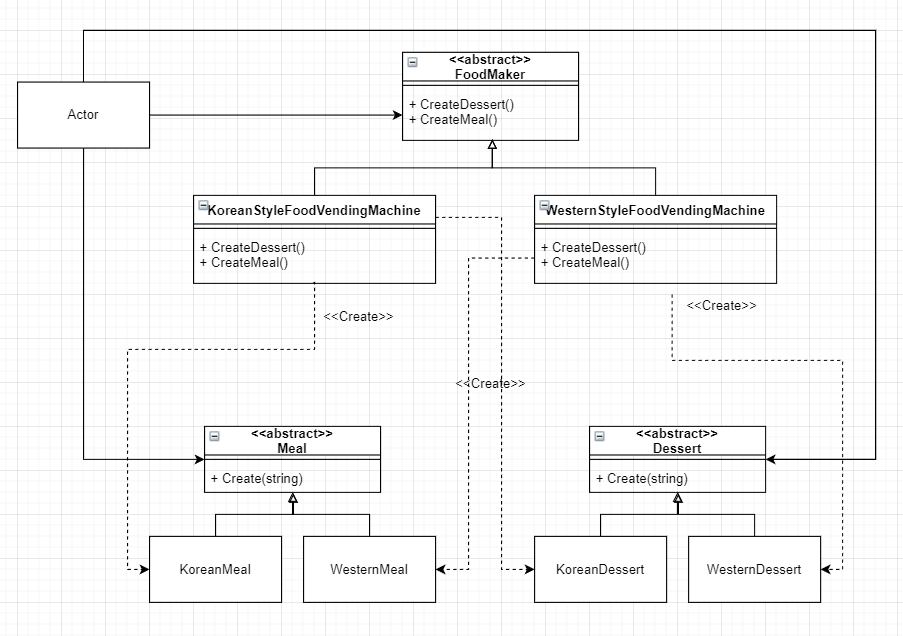 <<abstract>>
FoodMaker
Actor
+ CreateDessert()
+ CreateMeal()
KoreanStyleFoodVendingMachine
WesternStyleFoodVendingMachine
+ CreateDessert()
+ CreateMeal()
+ CreateDessert()
+ CreateMeal()
<<Create>>
<<Create>>
<<Create>>
<<abstract>>
Meal
+ Create(string)
<<abstract>>
Dessert
+ Create(string)
KoreanMeal
WesternMeal
KoreanDessert
WesternDessert